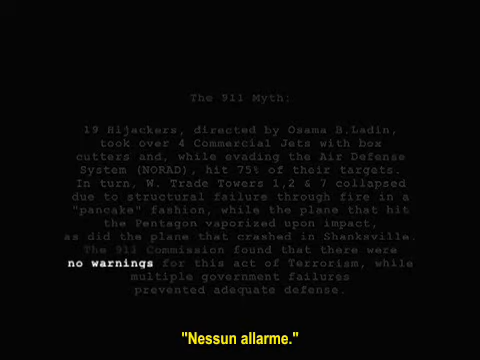 The 911 Myth:
19 Hijackers, directed by Osama B.Ladin,
took over 4 Commercial Jets with box
cutters and, while evading the Air Defense
System (NORAD), hit 75% of their targets.
In turn, W. Trade Towers 1,2 & 7 collapsed
due to structural failure through fire in a
"pancake" fashion, while the plane that hit
the Pentagon vaporized upon impact,
as did the plane that crashed in Shanksville.
The 911 Commission found that there were
no warnings for this act of Terrorism, while
multiple government failures
prevented adequate defense.
"Nessun allarme."